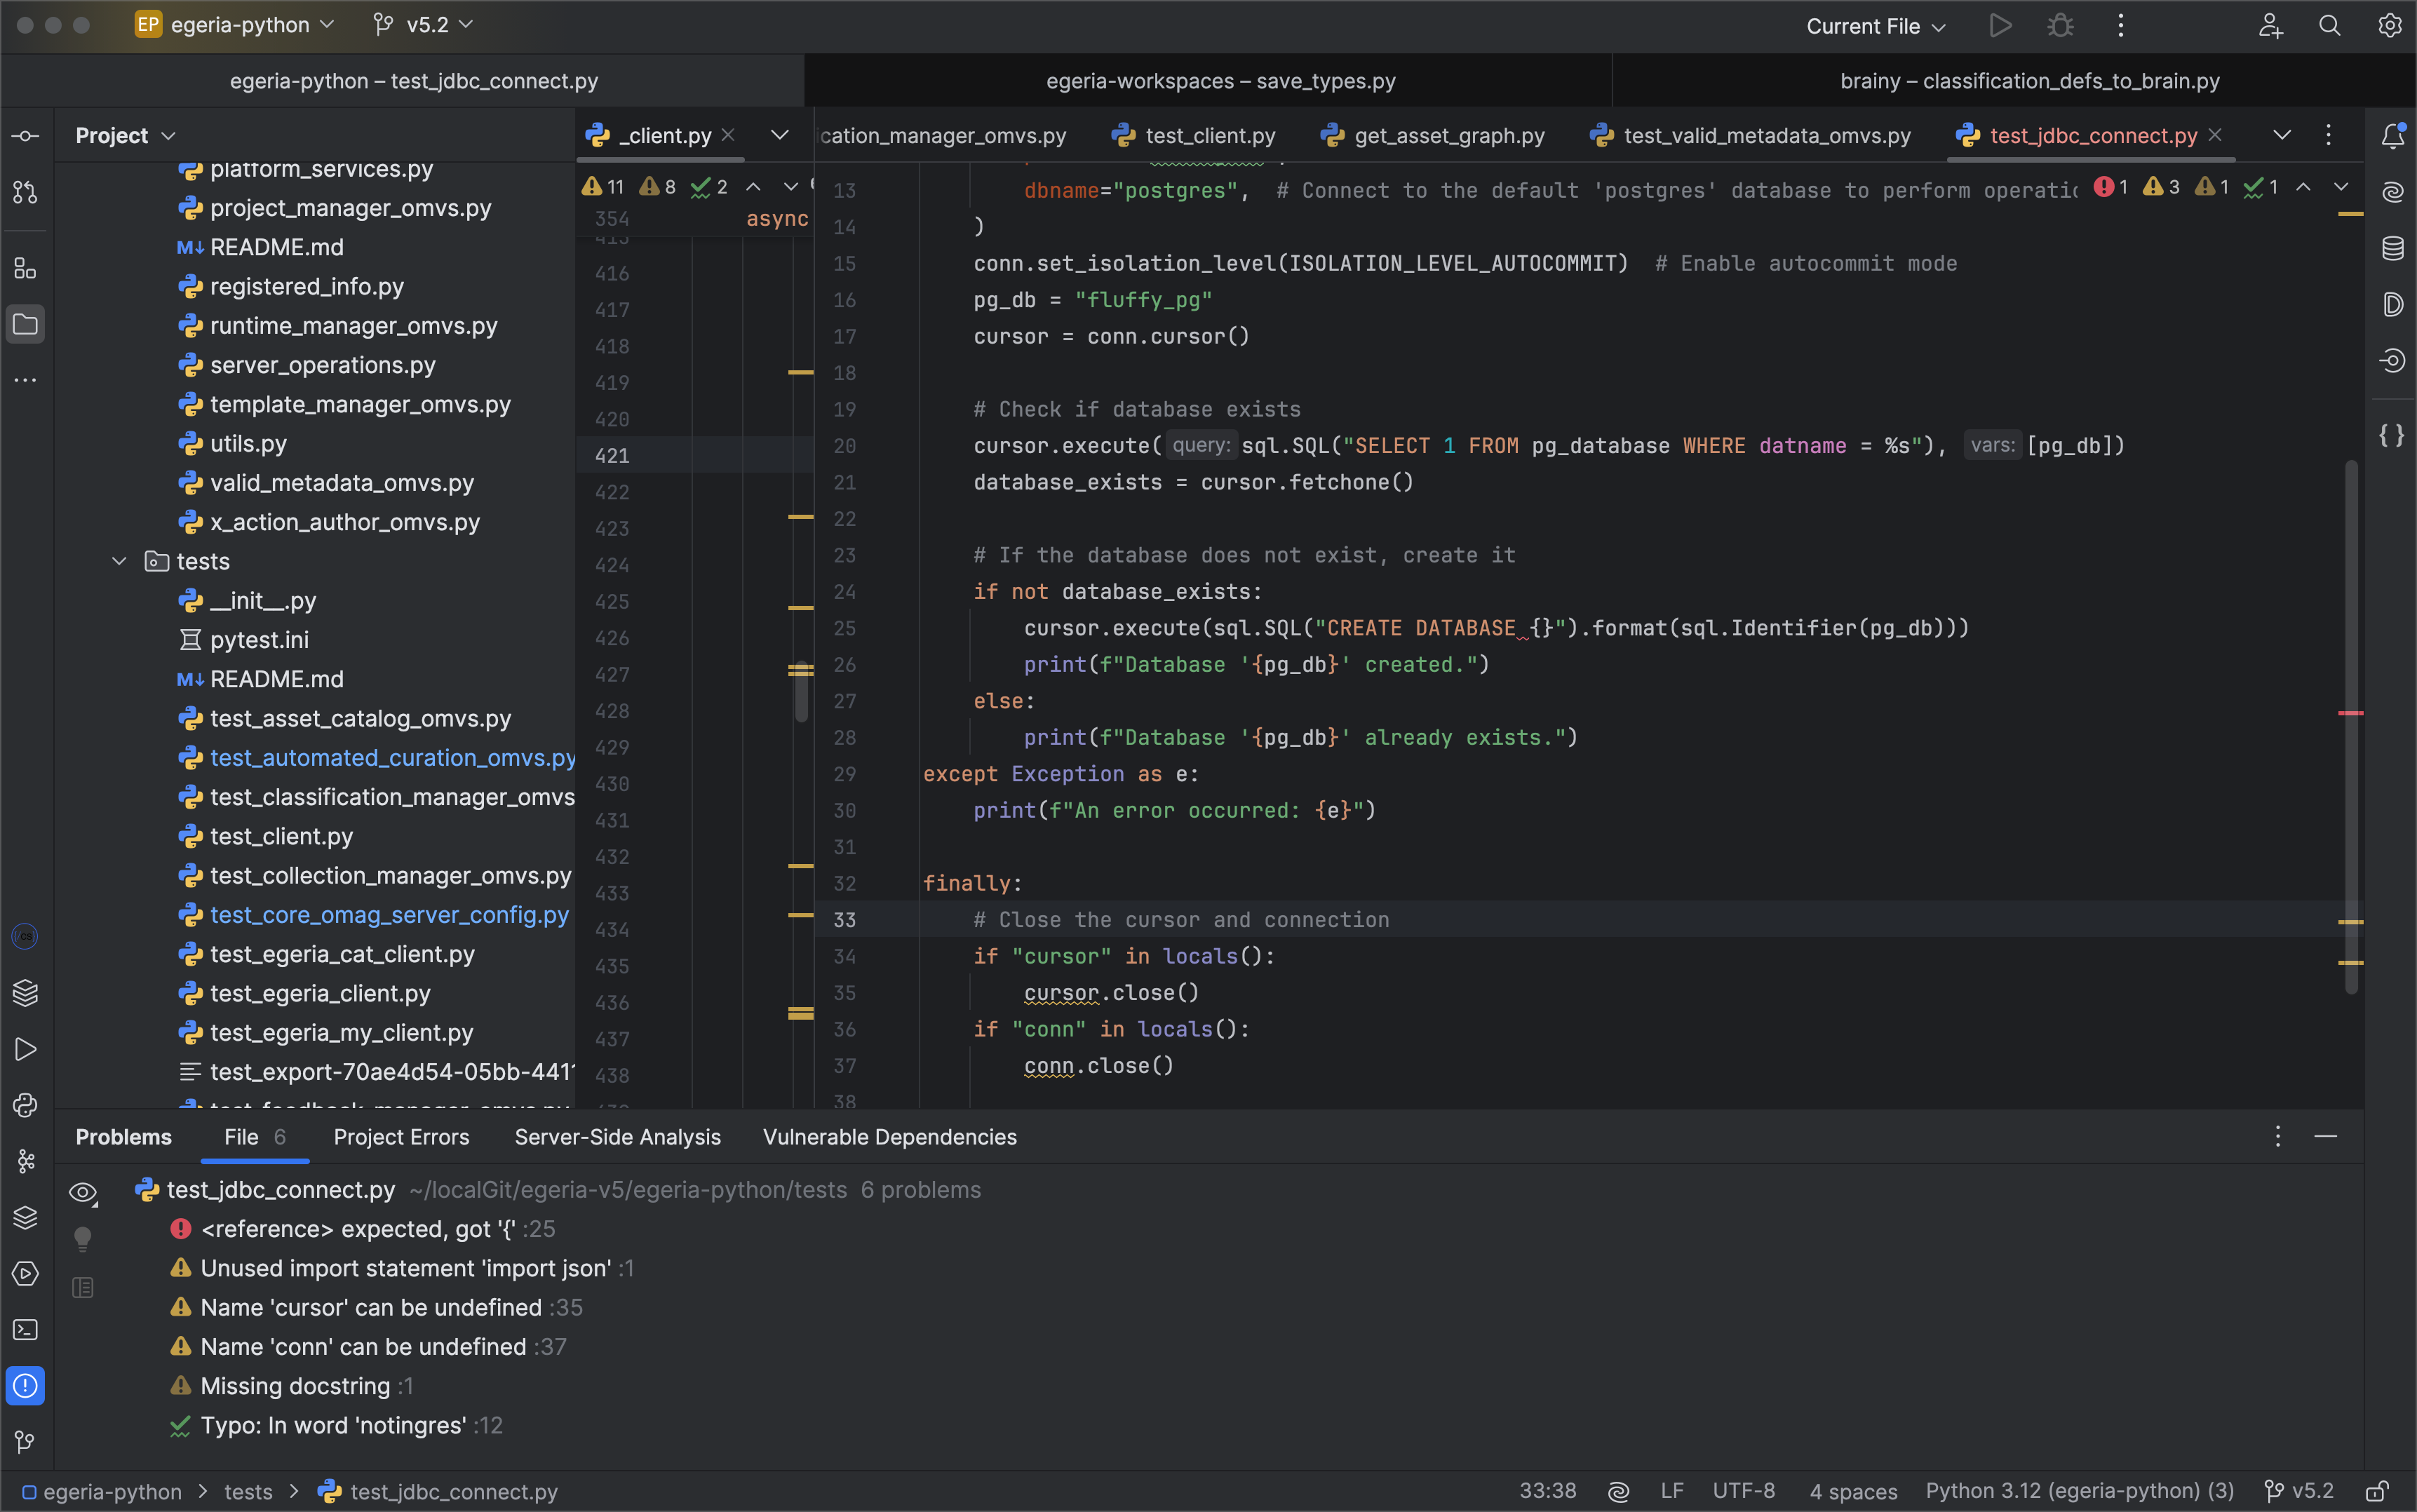 EP egeria-python v5.2 Current File
egeria-python – test_jdbc_connect.py
egeria-workspaces – save_types.py
brainy – classification_defs_to_brain.py
Project
platform_services.py
project_manager_omvs.py
README.md
registered_info.py
runtime_manager_omvs.py
server_operations.py
template_manager_omvs.py
utils.py
valid_metadata_omvs.py
x_action_author_omvs.py
tests
__init__.py
pytest.ini
README.md
test_asset_catalog_omvs.py
test_automated_curation_omvs.py
test_classification_manager_omvs
test_client.py
test_collection_manager_omvs.py
test_core_omag_server_config.py
test_egeria_cat_client.py
test_egeria_client.py
test_egeria_my_client.py
test_export-70ae4d54-05bb-4411
_client.py
11 8 2
354 async
416
417
418
419
420
421
422
423
424
425
426
427
428
429
430
431
432
433
434
435
436
437
438
ication_manager_omvs.py test_client.py get_asset_graph.py test_valid_metadata_omvs.py test_jdbc_connect.py
1 3 1 1
13 dbname="postgres", # Connect to the default 'postgres' database to perform operatic
14 )
15 conn.set_isolation_level(ISOLATION_LEVEL_AUTOCOMMIT) # Enable autocommit mode
16 pg_db = "fluffy_pg"
17 cursor = conn.cursor()
18
19 # Check if database exists
20 cursor.execute( query: sql.SQL("SELECT 1 FROM pg_database WHERE datname = %s"), vars: [pg_db])
21 database_exists = cursor.fetchone()
22
23 # If the database does not exist, create it
24 if not database_exists:
25 cursor.execute(sql.SQL("CREATE DATABASE {}").format(sql.Identifier(pg_db)))
26 print(f"Database '{pg_db}' created.")
27 else:
28 print(f"Database '{pg_db}' already exists.")
29 except Exception as e:
30 print(f"An error occurred: {e}")
31
32 finally:
33 # Close the cursor and connection
34 if "cursor" in locals():
35 cursor.close()
36 if "conn" in locals():
37 conn.close()
38
Problems File 6 Project Errors Server-Side Analysis Vulnerable Dependencies
test_jdbc_connect.py ~/localGit/egeria-v5/egeria-python/tests 6 problems
<reference> expected, got '{' :25
Unused import statement 'import json' :1
Name 'cursor' can be undefined :35
Name 'conn' can be undefined :37
Missing docstring :1
Typo: In word 'notingres' :12
egeria-python > tests > test_jdbc_connect.py 33:38 LF UTF-8 4 spaces Python 3.12 (egeria-python) (3) v5.2